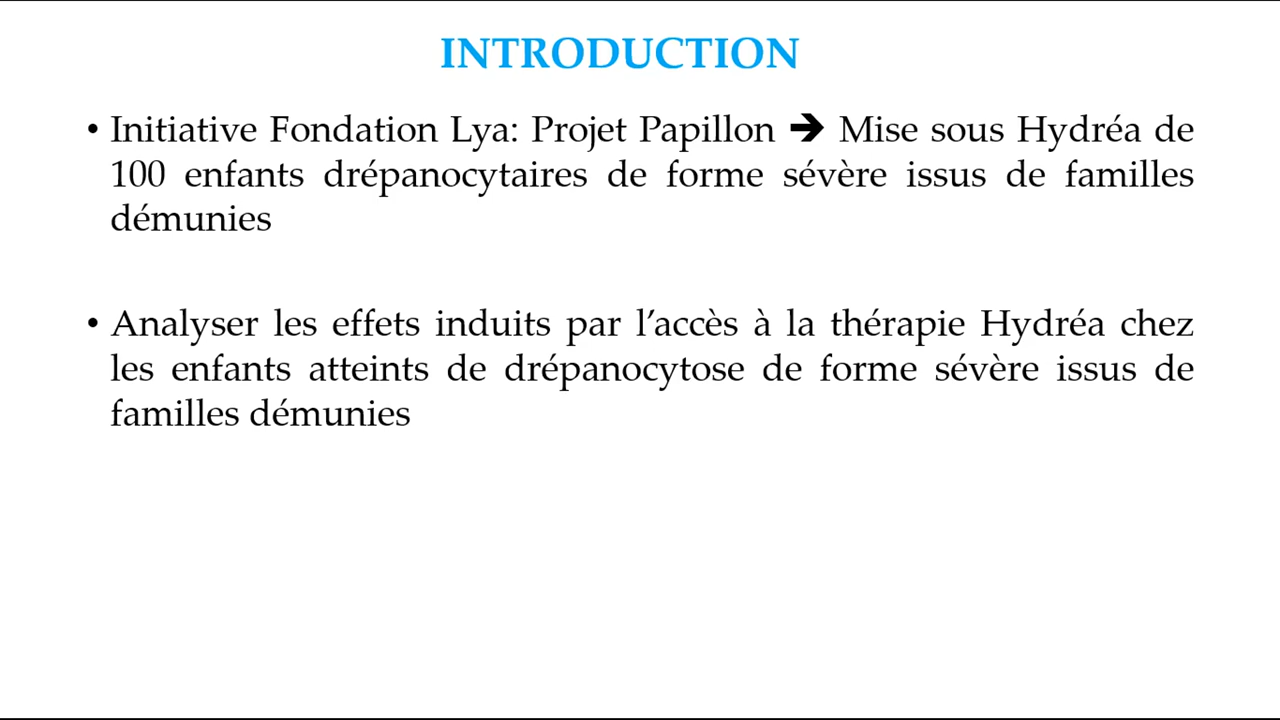 INTRODUCTION
• Initiative Fondation Lya: Projet Papillon ➔ Mise sous Hydréa de
100 enfants drépanocytaires de forme sévère issus de familles
démunies
• Analyser les effets induits par l’accès à la thérapie Hydréa chez
les enfants atteints de drépanocytose de forme sévère issus de
familles démunies